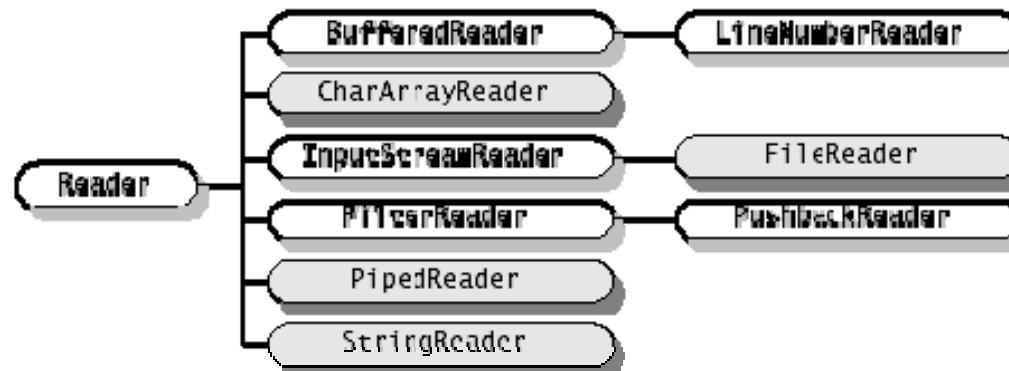 BufferedReader
LineNumberReader
CharArrayReader
InputStreamReader
FileReader
Reader
FilterReader
PushbackReader
PipedReader
StringReader